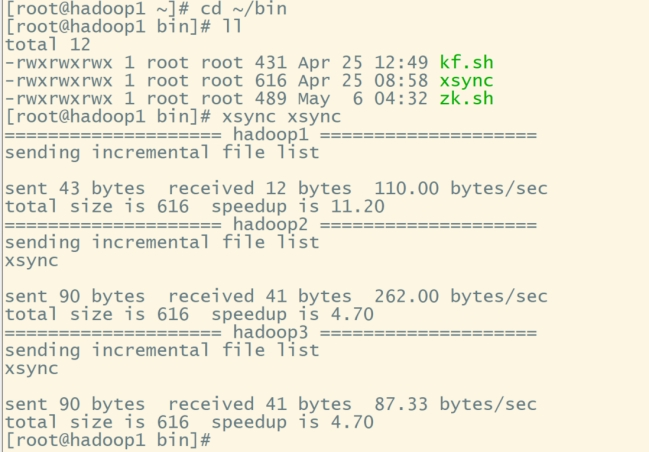 [root@hadoop1 ~]# cd ~/bin
[root@hadoop1 bin]# ll
total 12
-rwxrwxrwx 1 root root 431 Apr 25 12:49 kf.sh
-rwxrwxrwx 1 root root 616 Apr 25 08:58 xsync
-rwxrwxrwx 1 root root 489 May  6 04:32 zk.sh
[root@hadoop1 bin]# xsync xsync
==================== hadoop1 ====================
sending incremental file list

sent 43 bytes  received 12 bytes  110.00 bytes/sec
total size is 616  speedup is 11.20
==================== hadoop2 ====================
sending incremental file list
xsync

sent 90 bytes  received 41 bytes  262.00 bytes/sec
total size is 616  speedup is 4.70
==================== hadoop3 ====================
sending incremental file list
xsync

sent 90 bytes  received 41 bytes  87.33 bytes/sec
total size is 616  speedup is 4.70
[root@hadoop1 bin]#